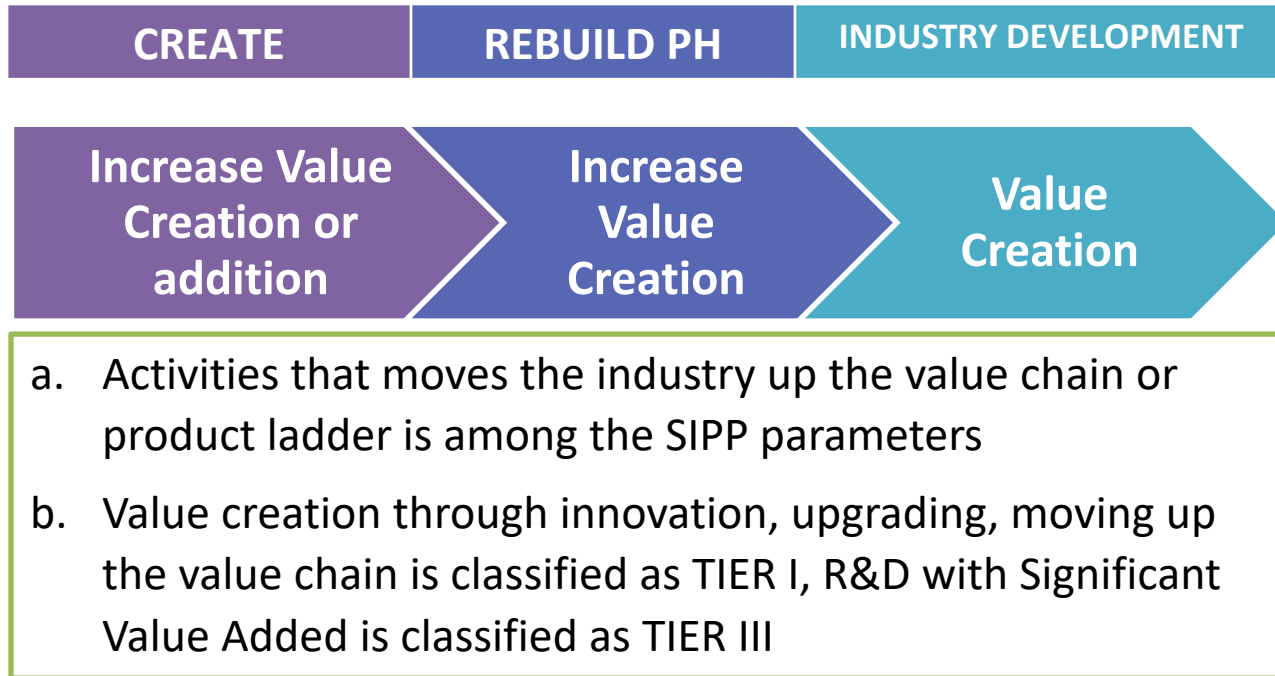 CREATE
REBUILD PH
INDUSTRY DEVELOPMENT
Increase Value
Creation or
addition
Increase
Value
Creation
Value
Creation
a. Activities that moves the industry up the value chain or
product ladder is among the SIPP parameters
b. Value creation through innovation, upgrading, moving up
the value chain is classified as TIER I, R&D with Significant
Value Added is classified as TIER III